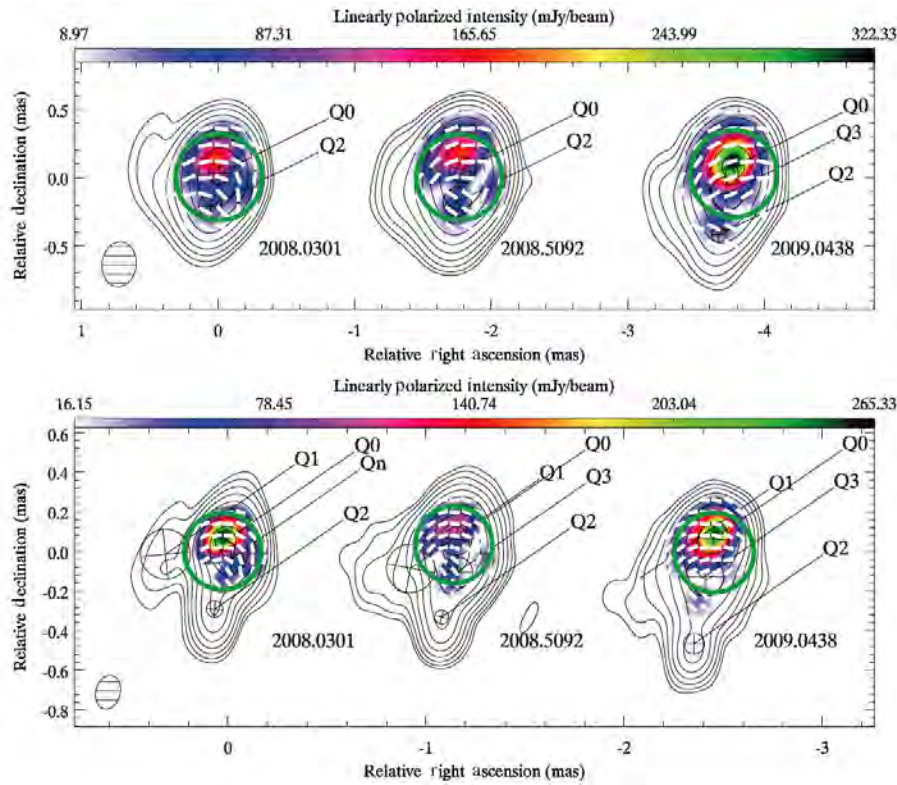 Linearly polarized intensity (mJy/beam)
8.97 87.31 165.65 243.99 322.33
Relative declination (mas)
0.5
0.0
-0.5
Q0
Q2
2008.0301
Q0
Q2
2008.5092
Q0
Q3
Q2
2009.0438
1 0 -1 -2 -3 -4
Relative right ascension (mas)
Linearly polarized intensity (mJy/beam)
16.15 78.45 140.74 203.04 265.33
Relative declination (mas)
0.6
0.4
0.2
0.0
-0.2
-0.4
-0.6
-0.8
Q1
Q0
Qn
Q2
2008.0301
Q0
Q1
Q3
Q2
2008.5092
Q0
Q1
Q3
Q2
2009.0438
0 -1 -2 -3
Relative right ascension (mas)